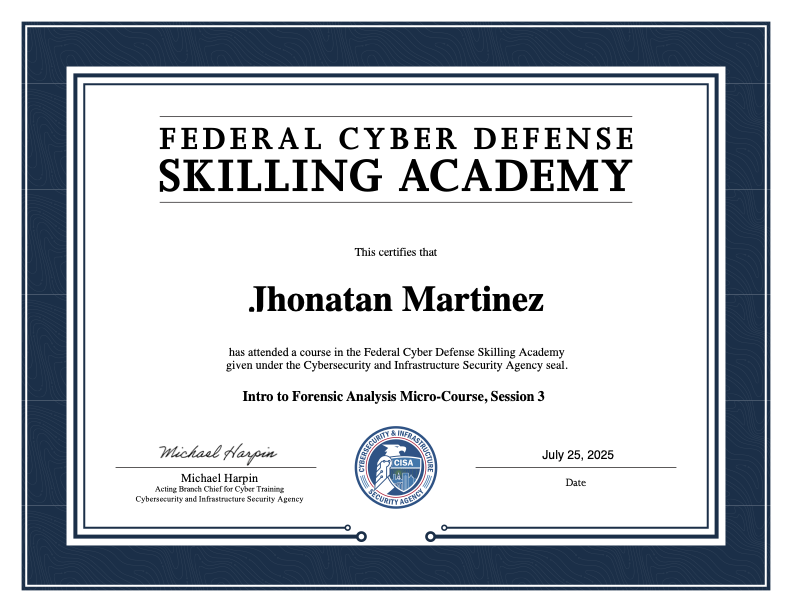 FEDERAL CYBER DEFENSE
SKILLING ACADEMY
This certifies that
Jhonatan Martinez
has attended a course in the Federal Cyber Defense Skilling Academy
given under the Cybersecurity and Infrastructure Security Agency seal.
Intro to Forensic Analysis Micro-Course, Session 3
Michael Harpin
Michael Harpin
Acting Branch Chief for Cyber Training
Cybersecurity and Infrastructure Security Agency
CYBERSECURITY & INFRASTRUCTURE
CISA
SECURITY AGENCY
July 25, 2025
Date